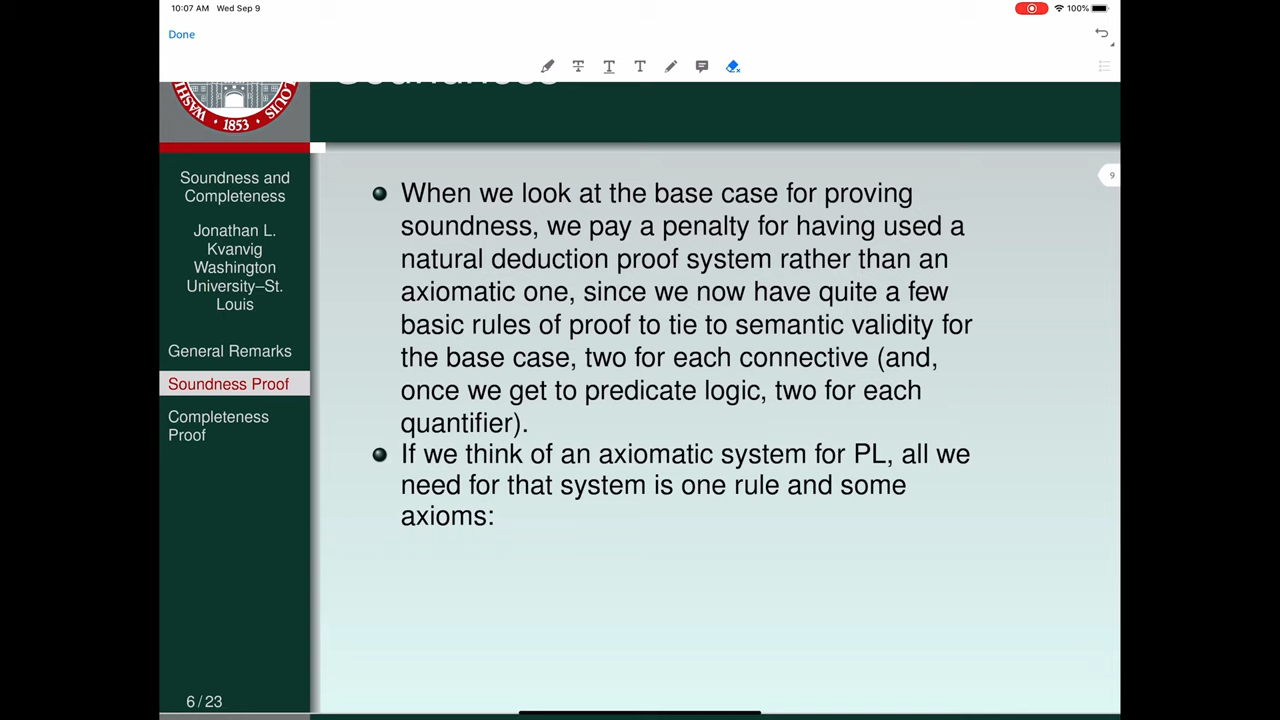 10:07 AM Wed Sep 9
100%
Done
Soundness
9
1853
Soundness and
Completeness
Jonathan L.
Kvanvig
Washington
University–St.
Louis
General Remarks
Soundness Proof
Completeness
Proof
When we look at the base case for proving
soundness, we pay a penalty for having used a
natural deduction proof system rather than an
axiomatic one, since we now have quite a few
basic rules of proof to tie to semantic validity for
the base case, two for each connective (and,
once we get to predicate logic, two for each
quantifier).
If we think of an axiomatic system for PL, all we
need for that system is one rule and some
axioms:
6 / 23